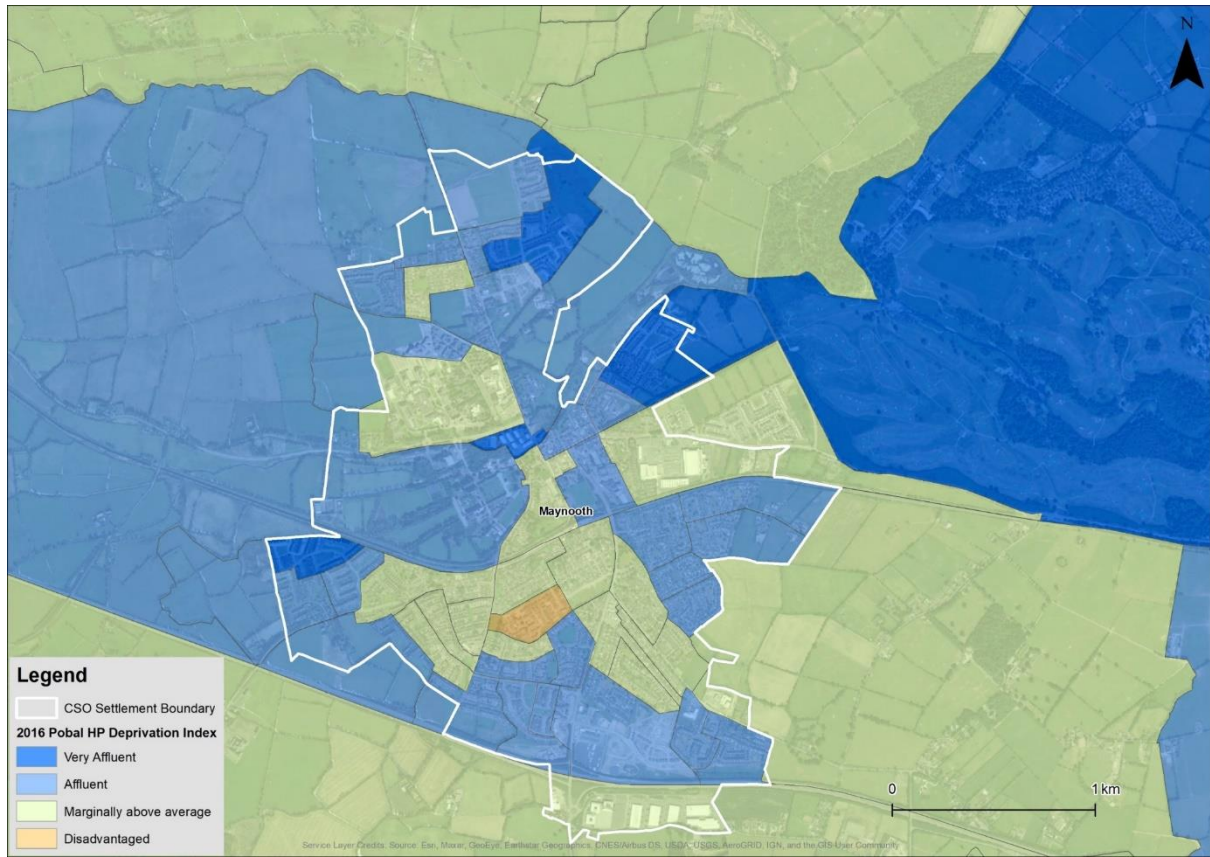 N
Maynooth
Legend
CSO Settlement Boundary
2016 Pobal HP Deprivation Index
Very Affluent
Affluent
Marginally above average
Disadvantaged
0
1 km
Service Layer Credits: Source: Esri, Maxar, GeoEye, Earthstar Geographics, CNES/Airbus DS, USDA, USGS, AeroGRID, IGN, and the GIS User Community